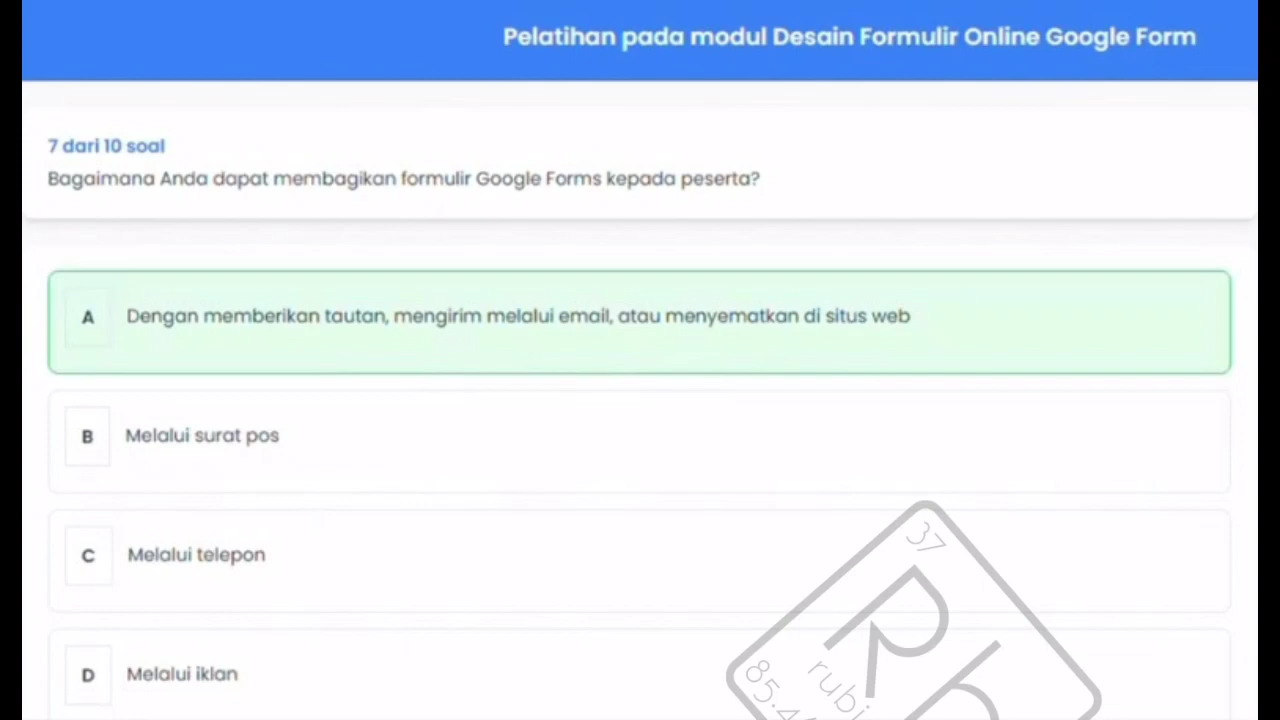 Pelatihan pada modul Desain Formulir Online Google Form
7 dari 10 soal
Bagaimana Anda dapat membagikan formulir Google Forms kepada peserta?
A Dengan memberikan tautan, mengirim melalui email, atau menyematkan di situs web
B Melalui surat pos
C Melalui telepon
D Melalui iklan
37
Rb